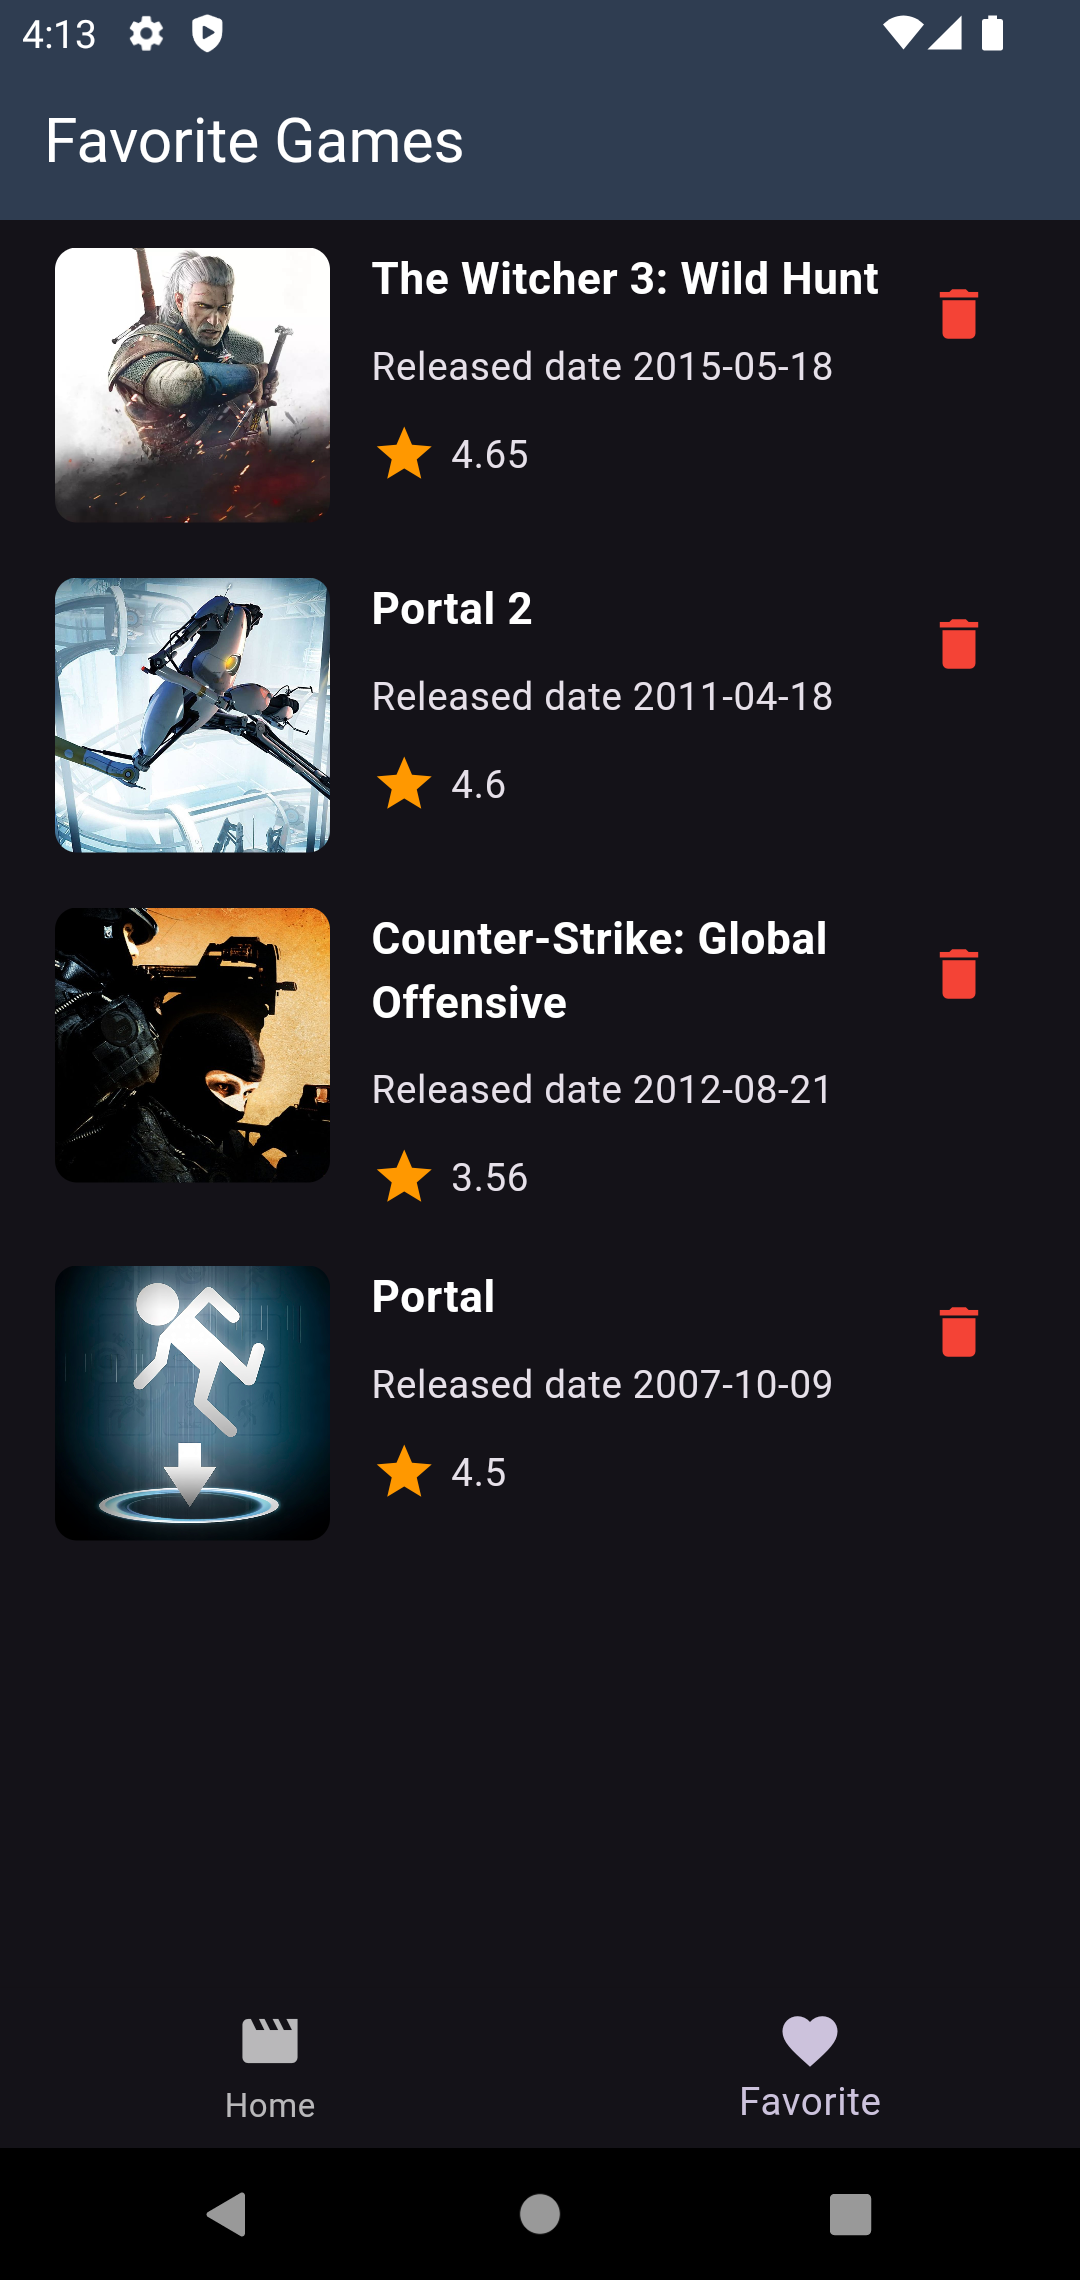 4:13
Favorite Games
The Witcher 3: Wild Hunt
Released date 2015-05-18
4.65
Portal 2
Released date 2011-04-18
4.6
Counter-Strike: Global
Offensive
Released date 2012-08-21
3.56
Portal
Released date 2007-10-09
4.5
Home
Favorite